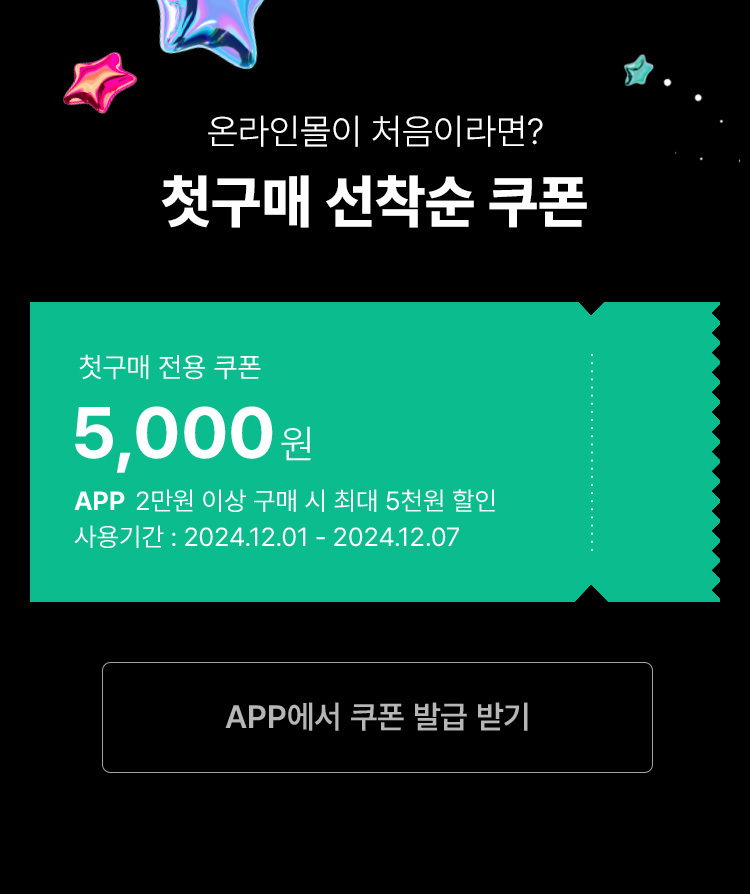 온라인몰이 처음이라면?
첫구매 선착순 쿠폰
첫구매 전용 쿠폰
5,000원
APP 2만원 이상 구매 시 최대 5천원 할인
사용기간 : 2024.12.01 - 2024.12.07
APP에서 쿠폰 발급 받기